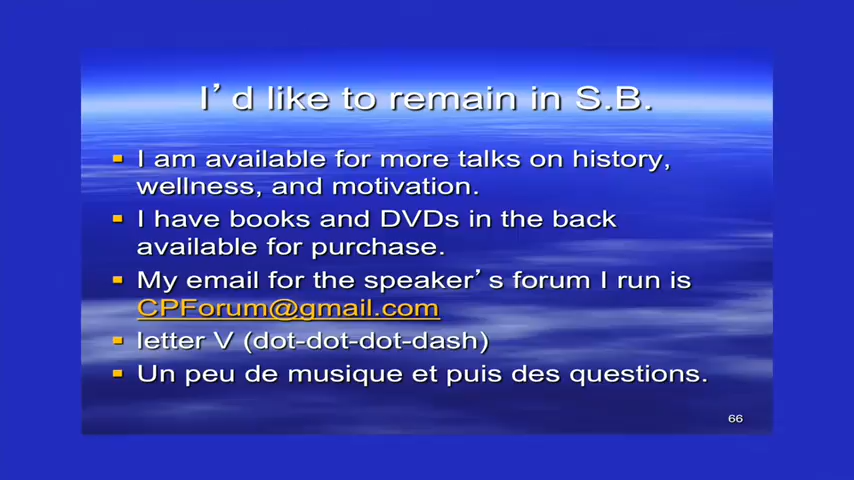 I’d like to remain in S.B.
I am available for more talks on history,
wellness, and motivation.
I have books and DVDs in the back
available for purchase.
My email for the speaker’s forum I run is
CPForum@gmail.com
letter V (dot-dot-dot-dash)
Un peu de musique et puis des questions.
66